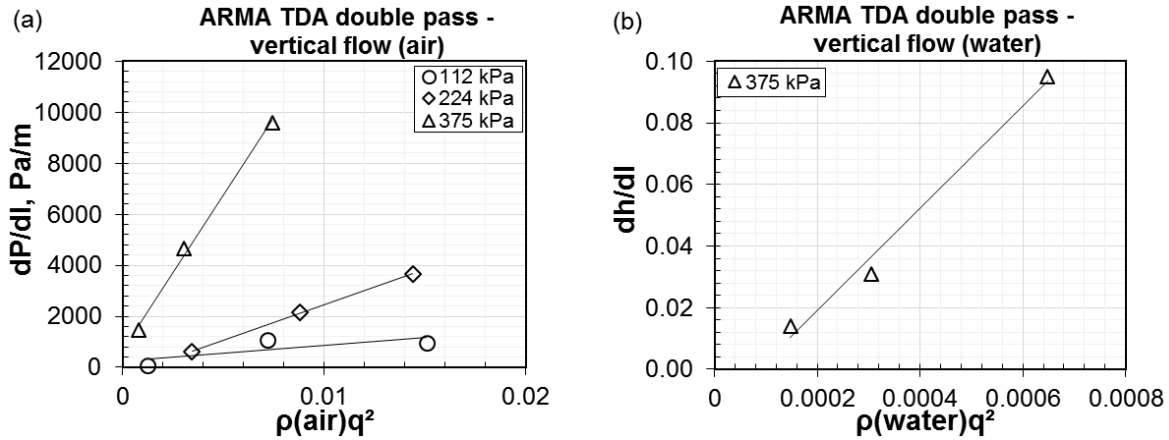 (a)
ARMA TDA double pass -
vertical flow (air)
12000
10000
8000
6000
4000
2000
0
dP/dl, Pa/m
112 kPa
224 kPa
375 kPa
0
0.01
0.02
ρ(air)q²
(b)
ARMA TDA double pass -
vertical flow (water)
0.10
0.08
0.06
0.04
0.02
0.00
dh/dl
375 kPa
0
0.0002
0.0004
0.0006
0.0008
ρ(water)q²